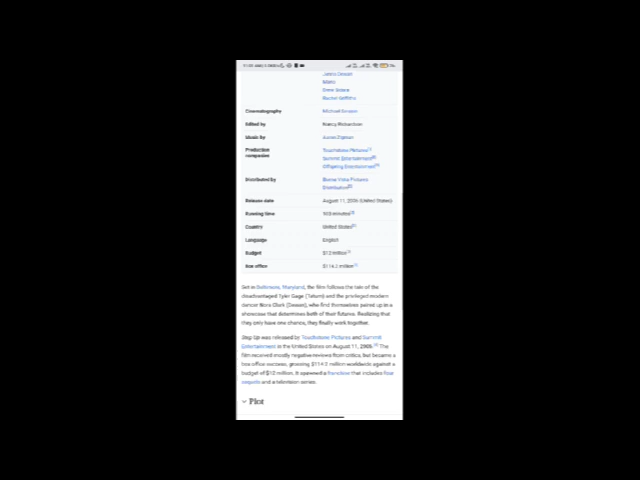 Mario
Drew Sidora
Rachel Griffiths
Cinematography Michael Seresin
Edited by Nancy Richardson
Music by Aaron Zigman
Production companies Touchstone Pictures
Summit Entertainment
Offspring Entertainment
Distributed by Buena Vista Pictures
Distribution
Release date August 11, 2006 (United States)
Running time minutes
Country United States
Language English
Budget $12 million
Box office $114.2 million
Set in Baltimore, Maryland, the film follows the tale of the
disadvantaged Tyler Gage (Tatum) and the privileged modern
dancer Nora Clark (Dewan), who find themselves paired up in a
showcase that determines both of their futures. Realizing that
they only have one chance, they finally work together.
Step Up was released by Touchstone Pictures and Summit
Entertainment in the United States on August 11, 2006. The
film received mostly negative reviews from critics, but became a
box office success, grossing $114.2 million worldwide against a
budget of $12 million. It spawned a franchise that includes four
sequels and a television series.
Plot